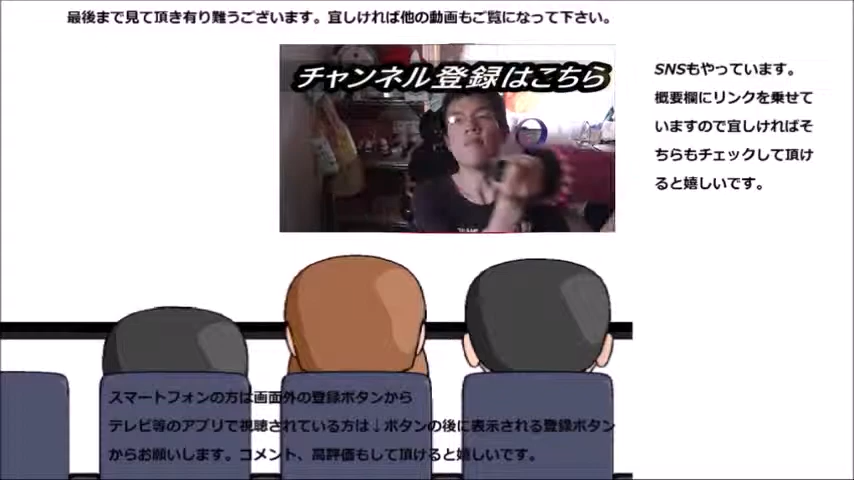 最後まで見て頂き有り難うございます。宜しければ他の動画もご覧になって下さい。
チャンネル登録はこちら
SNSもやっています。
概要欄にリンクを乗せて
いますので宜しければそ
ちらもチェックして頂け
ると嬉しいです。
スマートフォンの方は画面外の登録ボタンから
テレビ等のアプリで視聴されている方は↓ボタンの後に表示される登録ボタン
からお願いします。コメント、高評価もして頂けると嬉しいです。